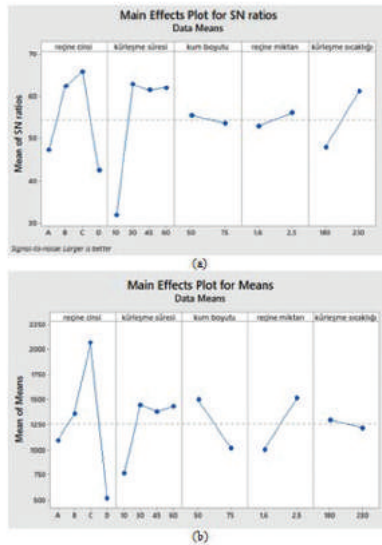 Main Effects Plot for SN ratios
Data Means
reçine cinsi kürleşme süresi kum boyutu reçine miktarı kürleşme sıcaklığı
Mean of SN ratios
70
60
50
40
30
A B C D 10 30 45 60 50 75 1,6 2,5 180 230
Signal-to-noise: Larger is better
(a)
Main Effects Plot for Means
Data Means
reçine cinsi kürleşme süresi kum boyutu reçine miktarı kürleşme sıcaklığı
Mean of Means
2250
2000
1750
1500
1250
1000
750
500
A B C D 10 30 45 60 50 75 1,6 2,5 180 230
(b)